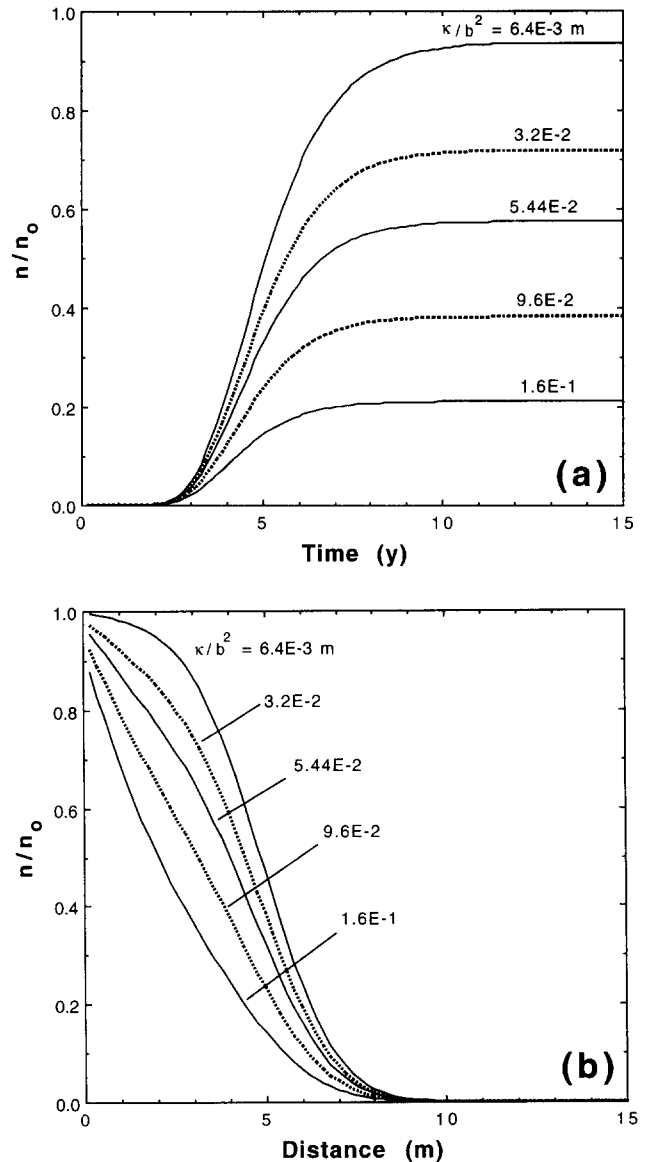 1.0
κ/b² = 6.4E-3 m
0.8
3.2E-2
0.6
5.44E-2
n/nₒ
0.4
9.6E-2
0.2
1.6E-1
(a)
0.0
0 5 10 15
Time (y)
1.0
κ/b² = 6.4E-3 m
0.8
3.2E-2
5.44E-2
0.6
9.6E-2
n/nₒ
0.4
1.6E-1
0.2
(b)
0.0
0 5 10 15
Distance (m)